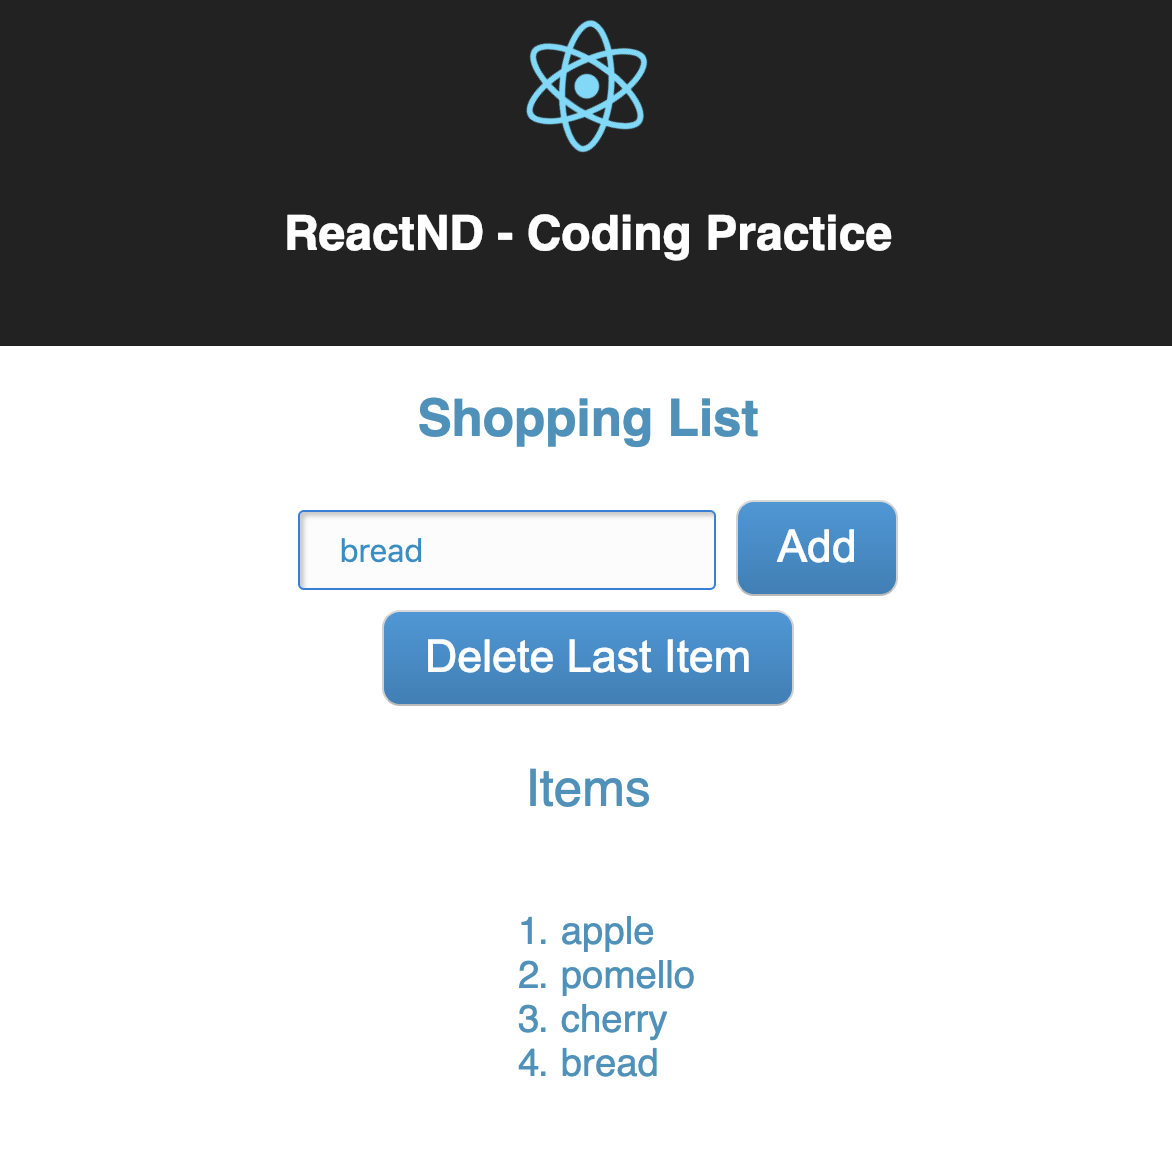 ReactND - Coding Practice
Shopping List
bread Add
Delete Last Item
Items
1. apple
2. pomello
3. cherry
4. bread